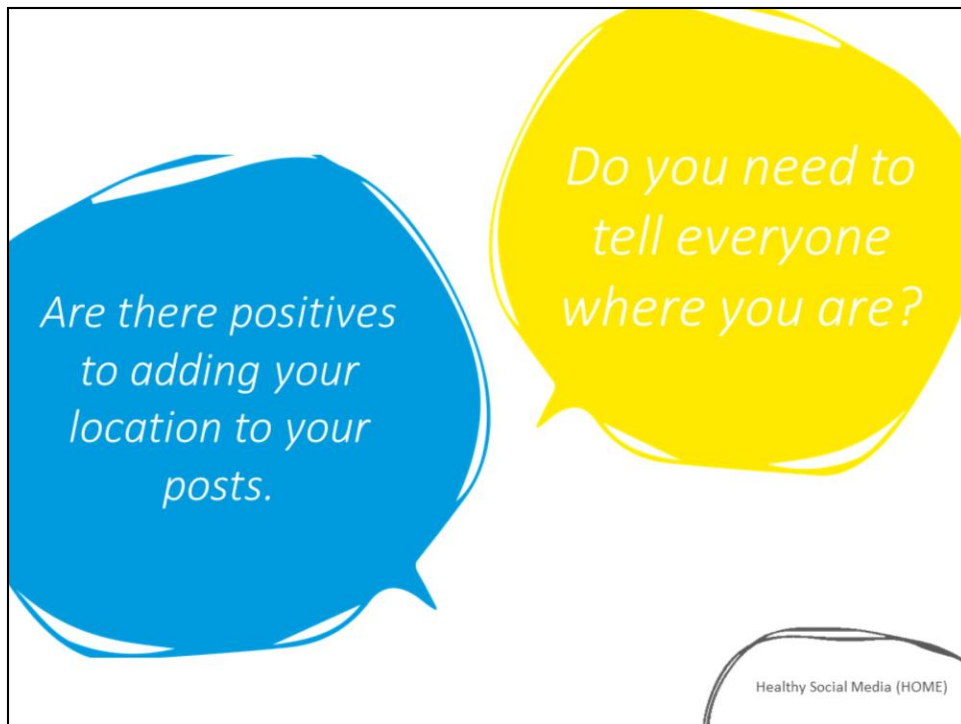 Are there positives
to adding your
location to your
posts.
Do you need to
tell everyone
where you are?
Healthy Social Media (HOME)